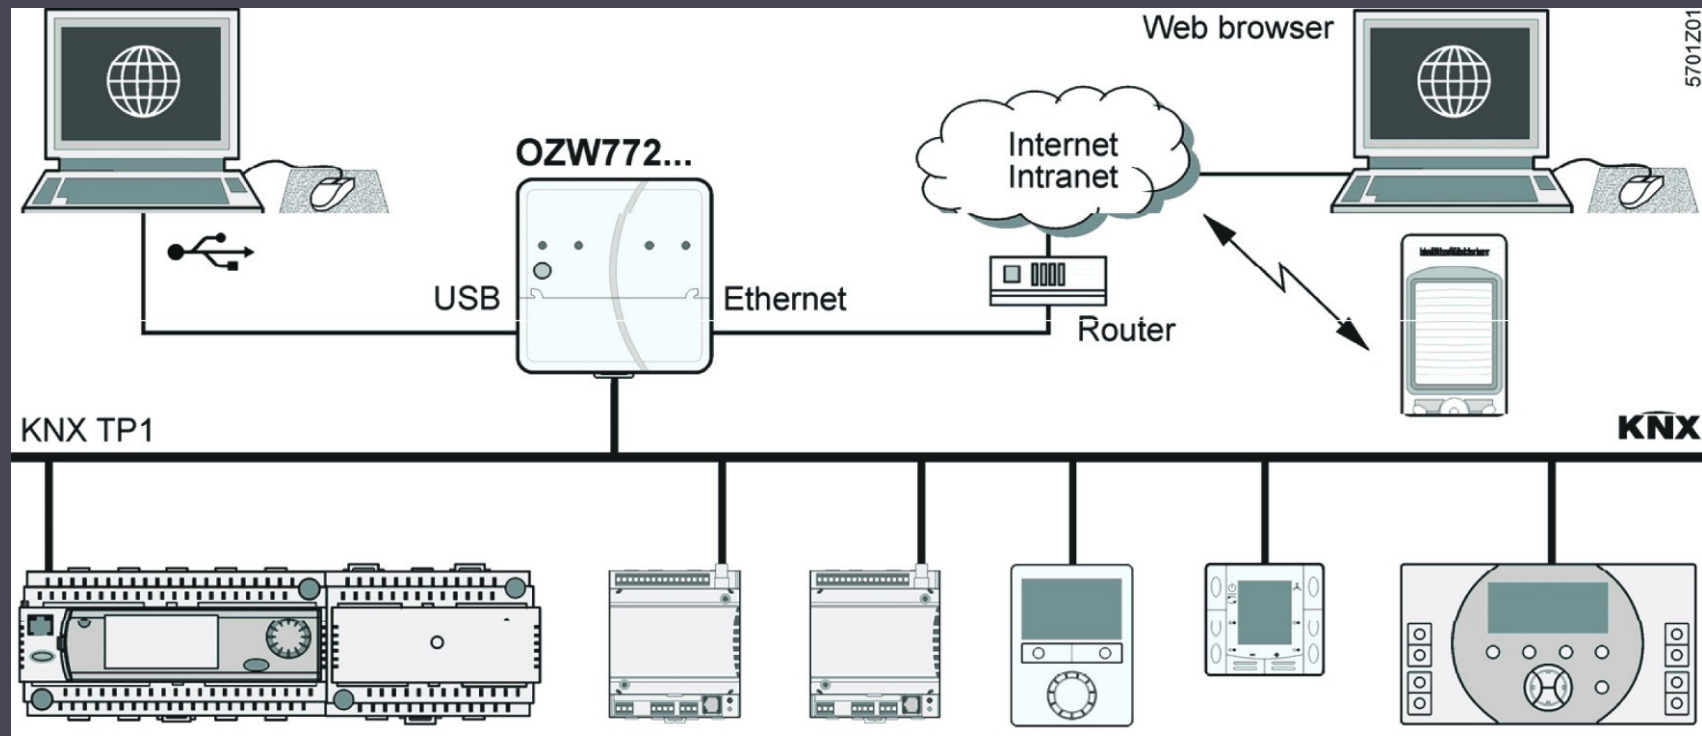 Web browser
5701Z01
OZW772...
Internet
Intranet
USB
Ethernet
Router
KNX TP1
KNX